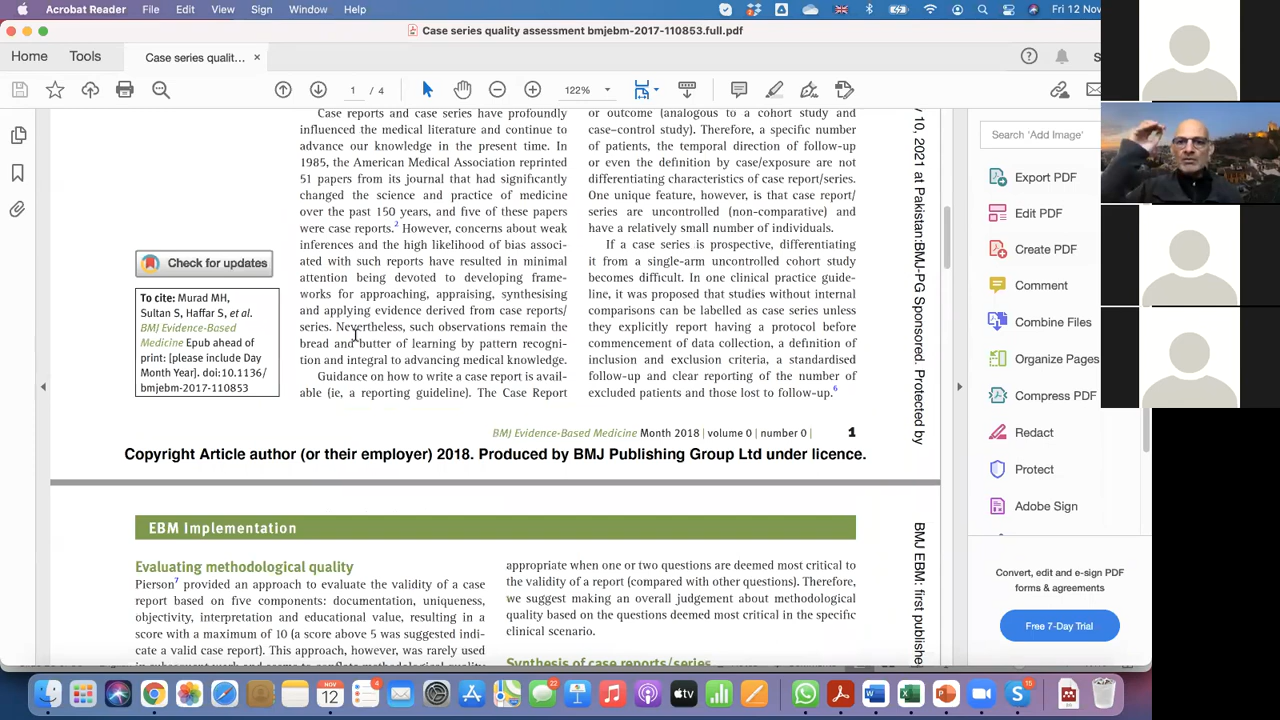 Acrobat Reader File Edit View Sign Window Help
Fri 12 Nov
Case series quality assessment bmjebm-2017-110853.full.pdf
Home Tools Case series qualit... ×
1 / 4 122%
Case reports and case series have profoundly
influenced the medical literature and continue to
advance our knowledge in the present time. In
1985, the American Medical Association reprinted
51 papers from its journal that had significantly
changed the science and practice of medicine
over the past 150 years, and five of these papers
were case reports.2 However, concerns about weak
inferences and the high likelihood of bias associ-
ated with such reports have resulted in minimal
attention being devoted to developing frame-
works for approaching, appraising, synthesising
and applying evidence derived from case reports/
series. Nevertheless, such observations remain the
bread and butter of learning by pattern recogni-
tion and integral to advancing medical knowledge.
Guidance on how to write a case report is avail-
able (ie, a reporting guideline). The Case Report
or outcome (analogous to a cohort study and
case–control study). Therefore, a specific number
of patients, the temporal direction of follow-up
or even the definition by case/exposure are not
differentiating characteristics of case report/series.
One unique feature, however, is that case report/
series are uncontrolled (non-comparative) and
have a relatively small number of individuals.
If a case series is prospective, differentiating
it from a single-arm uncontrolled cohort study
becomes difficult. In one clinical practice guide-
line, it was proposed that studies without internal
comparisons can be labelled as case series unless
they explicitly report having a protocol before
commencement of data collection, a definition of
inclusion and exclusion criteria, a standardised
follow-up and clear reporting of the number of
excluded patients and those lost to follow-up.6
Check for updates
To cite: Murad MH,
Sultan S, Haffar S, et al.
BMJ Evidence-Based
Medicine Epub ahead of
print: [please include Day
Month Year]. doi:10.1136/
bmjebm-2017-110853
BMJ Evidence-Based Medicine Month 2018 | volume 0 | number 0 | 1
Copyright Article author (or their employer) 2018. Produced by BMJ Publishing Group Ltd under licence.
y 10, 2021 at Pakistan:BMJ-PG Sponsored. Protected by
EBM Implementation
Evaluating methodological quality
Pierson7 provided an approach to evaluate the validity of a case
report based on five components: documentation, uniqueness,
objectivity, interpretation and educational value, resulting in a
score with a maximum of 10 (a score above 5 was suggested indi-
cate a valid case report). This approach, however, was rarely used
appropriate when one or two questions are deemed most critical to
the validity of a report (compared with other questions). Therefore,
we suggest making an overall judgement about methodological
quality based on the questions deemed most critical in the specific
clinical scenario.
Synthesis of case reports/series
BMJ EBM: first publishe
Search 'Add Image'
Export PDF
Edit PDF
Create PDF
Comment
Combine Files
Organize Pages
Compress PDF
Redact
Protect
Adobe Sign
Convert, edit and e-sign PDF
forms & agreements
Free 7-Day Trial
NOV
12
4
22
tv
15